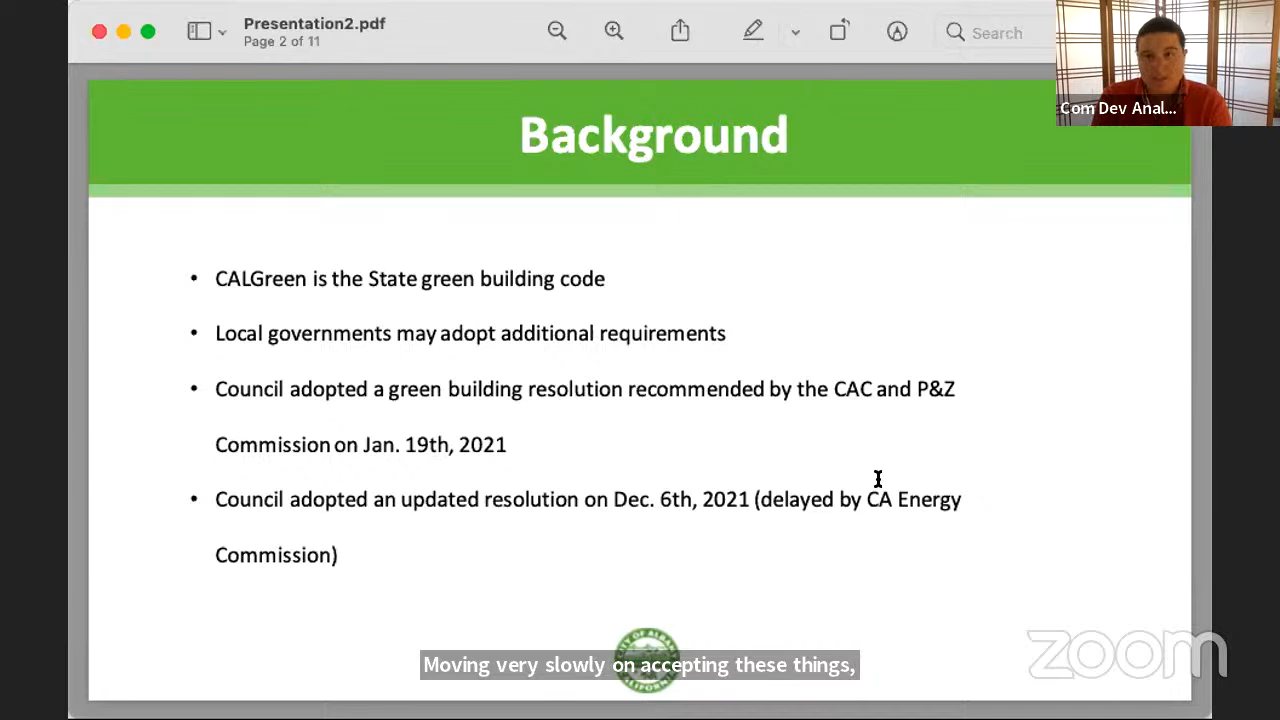 Presentation2.pdf
Page 2 of 11
Search
Com Dev Anal...
Background
• CALGreen is the State green building code
• Local governments may adopt additional requirements
• Council adopted a green building resolution recommended by the CAC and P&Z
Commission on Jan. 19th, 2021
• Council adopted an updated resolution on Dec. 6th, 2021 (delayed by CA Energy
Commission)
Moving very slowly on accepting these things,
zoom